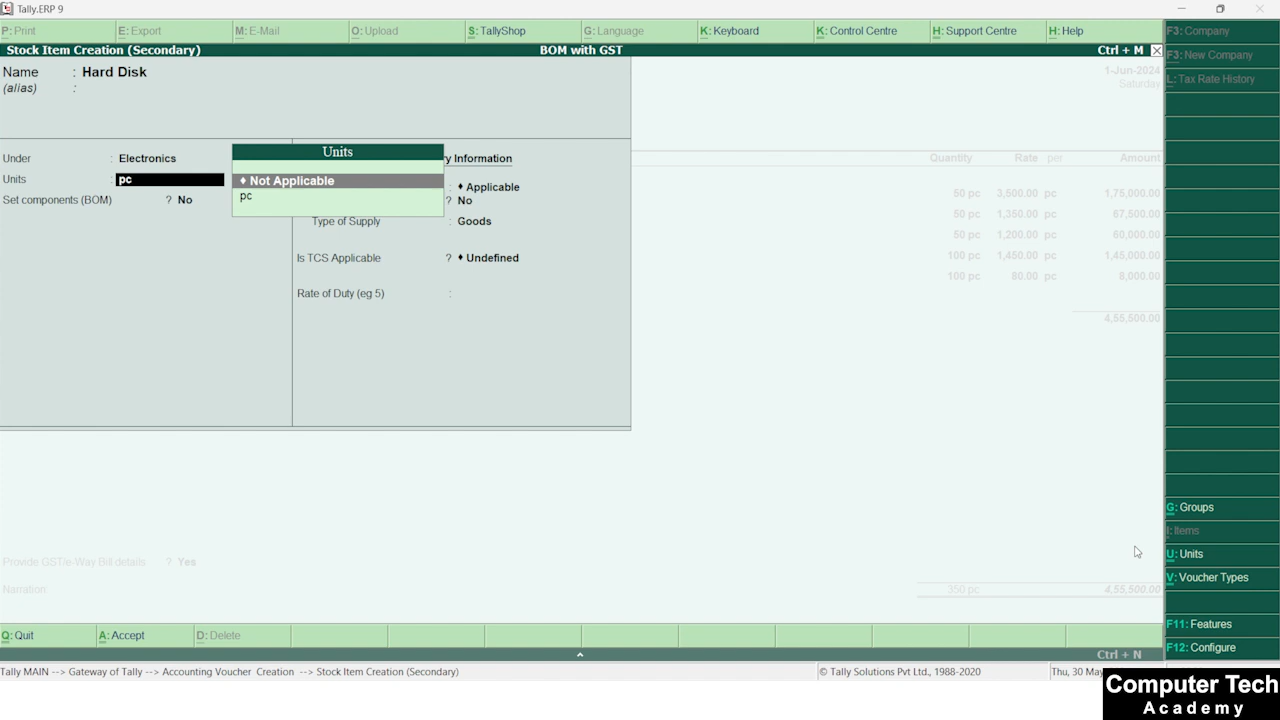 Tally.ERP 9
P: Print E: Export M: E-Mail O: Upload S: TallyShop G: Language K: Keyboard K: Control Centre H: Support Centre H: Help F3: Company
Stock Item Creation (Secondary) BOM with GST Ctrl + M
F3: New Company
Name : Hard Disk 1-Jun-2024
L: Tax Rate History
(alias) : Saturday
Units
Under : Electronics y Information Quantity Rate per Amount
Units : pc ♦ Not Applicable
: ♦ Applicable 50 pc 3,500.00 pc 1,75,000.00
Set components (BOM) ? No pc ? No
Type of Supply : Goods 50 pc 1,350.00 pc 67,500.00
50 pc 1,200.00 pc 60,000.00
Is TCS Applicable ? ♦ Undefined 100 pc 1,450.00 pc 1,45,000.00
100 pc 80.00 pc 8,000.00
Rate of Duty (eg 5) :
4,55,500.00
G: Groups
I: Items
U: Units
Provide GST/e-Way Bill details ? Yes
V: Voucher Types
Narration: 350 pc 4,55,500.00
F11: Features
Q: Quit A: Accept D: Delete
F12: Configure
Ctrl + N
Tally MAIN --> Gateway of Tally --> Accounting Voucher Creation --> Stock Item Creation (Secondary) © Tally Solutions Pvt Ltd., 1988-2020 Thu, 30 May
Computer Tech
Academy